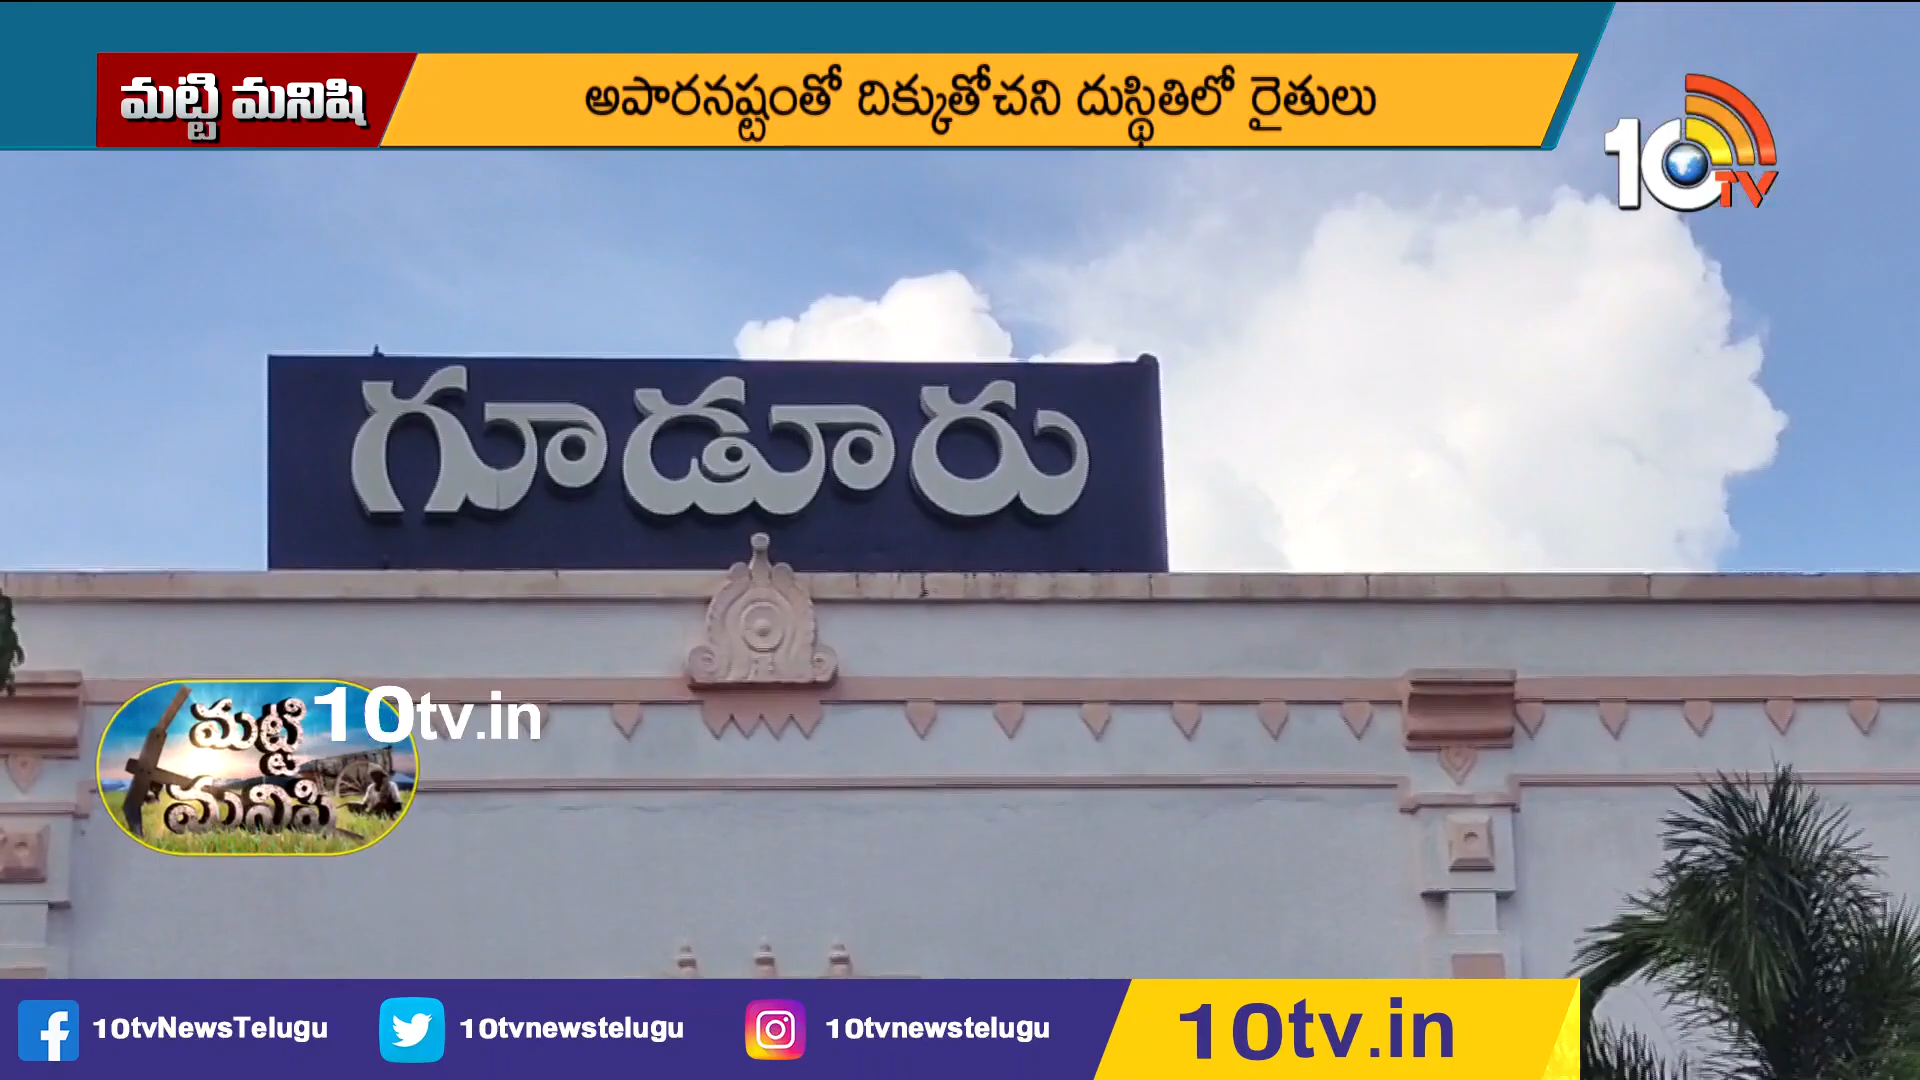 మట్టి మనిషి
అపారనష్టంతో దిక్కుతోచని దుస్థితిలో రైతులు
10TV
గూడూరు
మట్టి
మనిషి
10tv.in
10tvNewsTelugu
10tvnewstelugu
10tvnewstelugu
10tv.in